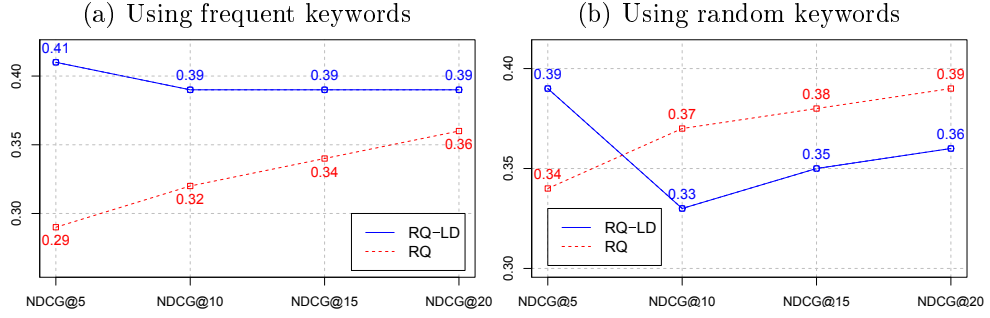 (a) Using frequent keywords
0.41
0.39
0.39
0.39
0.40
0.35
0.30
0.29
0.32
0.34
0.36
RQ-LD
RQ
NDCG@5
NDCG@10
NDCG@15
NDCG@20
(b) Using random keywords
0.39
0.33
0.35
0.36
0.34
0.37
0.38
0.39
0.40
0.35
0.30
RQ-LD
RQ
NDCG@5
NDCG@10
NDCG@15
NDCG@20